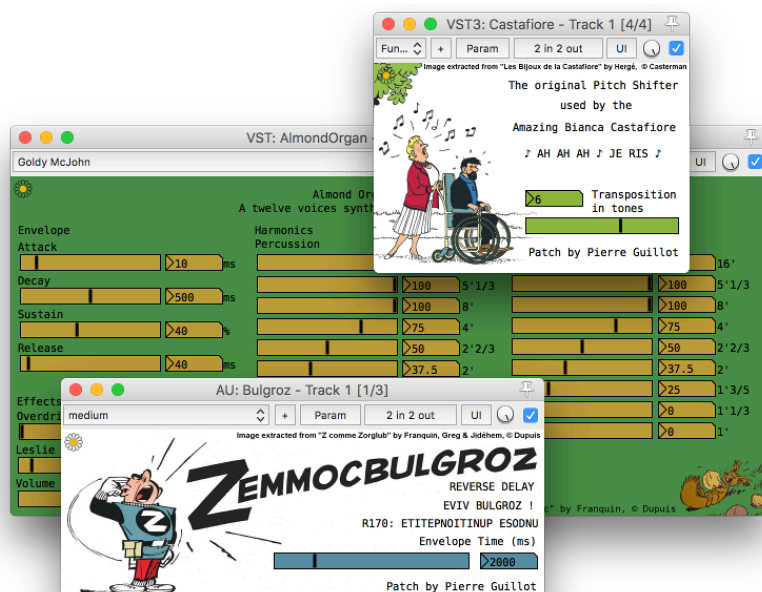 VST3: Castafiore - Track 1 [4/4]
Fun...
+
Param
2 in 2 out
UI
Image extracted from "Les Bijoux de la Castafiore" by Hergé, © Casterman
The original Pitch Shifter
used by the
Amazing Bianca Castafiore
♪ AH AH AH ♪ JE RIS ♪
6
Transposition
in tones
Patch by Pierre Guillot
VST: AlmondOrgan -
Goldy McJohn
UI
Almond
A twelve voices
Envelope
Attack
10 ms
Decay
500 ms
Sustain
40 %
Release
40 ms
Effects
Leslie
Volume
Harmonics
Percussion
100 5'1/3
100 8'
75 4'
50 2'2/3
37.5 2'
16'
100 5'1/3
100 8'
75 4'
50 2'2/3
37.5 2'
25 1'3/5
0 1'1/3
0 1'
by Franquin, © Dupuis
AU: Bulgroz - Track 1 [1/3]
medium
+
Param
2 in 2 out
UI
Image extracted from "Z comme Zorglub" by Franquin, Greg & Jidéhem, © Dupuis
ZEMMOCBULGROZ
Z
REVERSE DELAY
EVIV BULGROZ !
R170: ETITEPNOITINUP ESODNU
Envelope Time (ms)
2000
Patch by Pierre Guillot